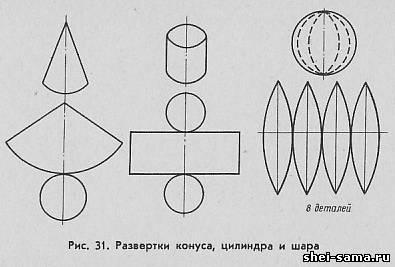 8 деталей
Рис. 31. Развертки конуса, цилиндра и шара
shei-sama.ru